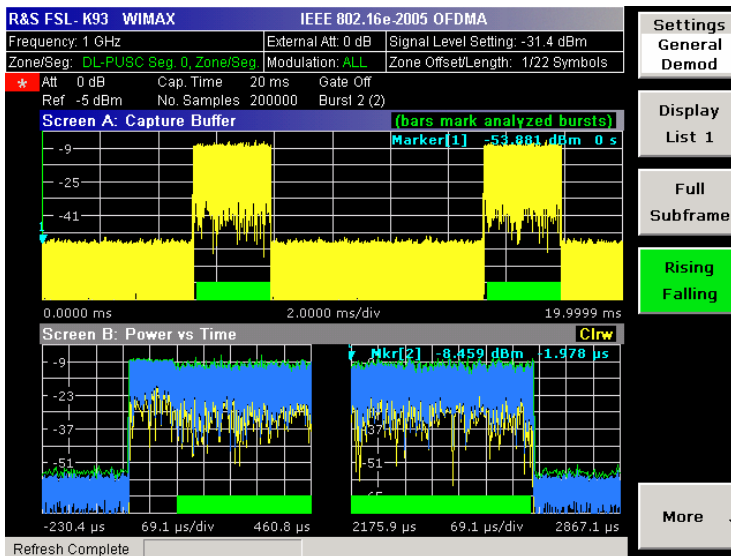 R&S FSL- K93 WIMAX IEEE 802.16e-2005 OFDMA
Frequency: 1 GHz External Att: 0 dB Signal Level Setting: -31.4 dBm
Zone/Seg: DL-PUSC Seg. 0, Zone/Seg. Modulation: ALL Zone Offset/Length: 1/22 Symbols
* Att 0 dB Cap. Time 20 ms Gate Off
Ref -5 dBm No. Samples 200000 Burst 2 (2)
Screen A: Capture Buffer (bars mark analyzed bursts)
Marker[1] -53.881 dBm 0 s
-9
-25
-41
1
0.0000 ms 2.0000 ms/div 19.9999 ms
Screen B: Power vs Time Clrw
Mkr[2] -8.459 dBm -1.978 µs
-9
-23
-37
-51
-37
-51
-230.4 µs 69.1 µs/div 460.8 µs 2175.9 µs 69.1 µs/div 2867.1 µs
Refresh Complete
Settings
General
Demod
Display
List 1
Full
Subframe
Rising
Falling
More